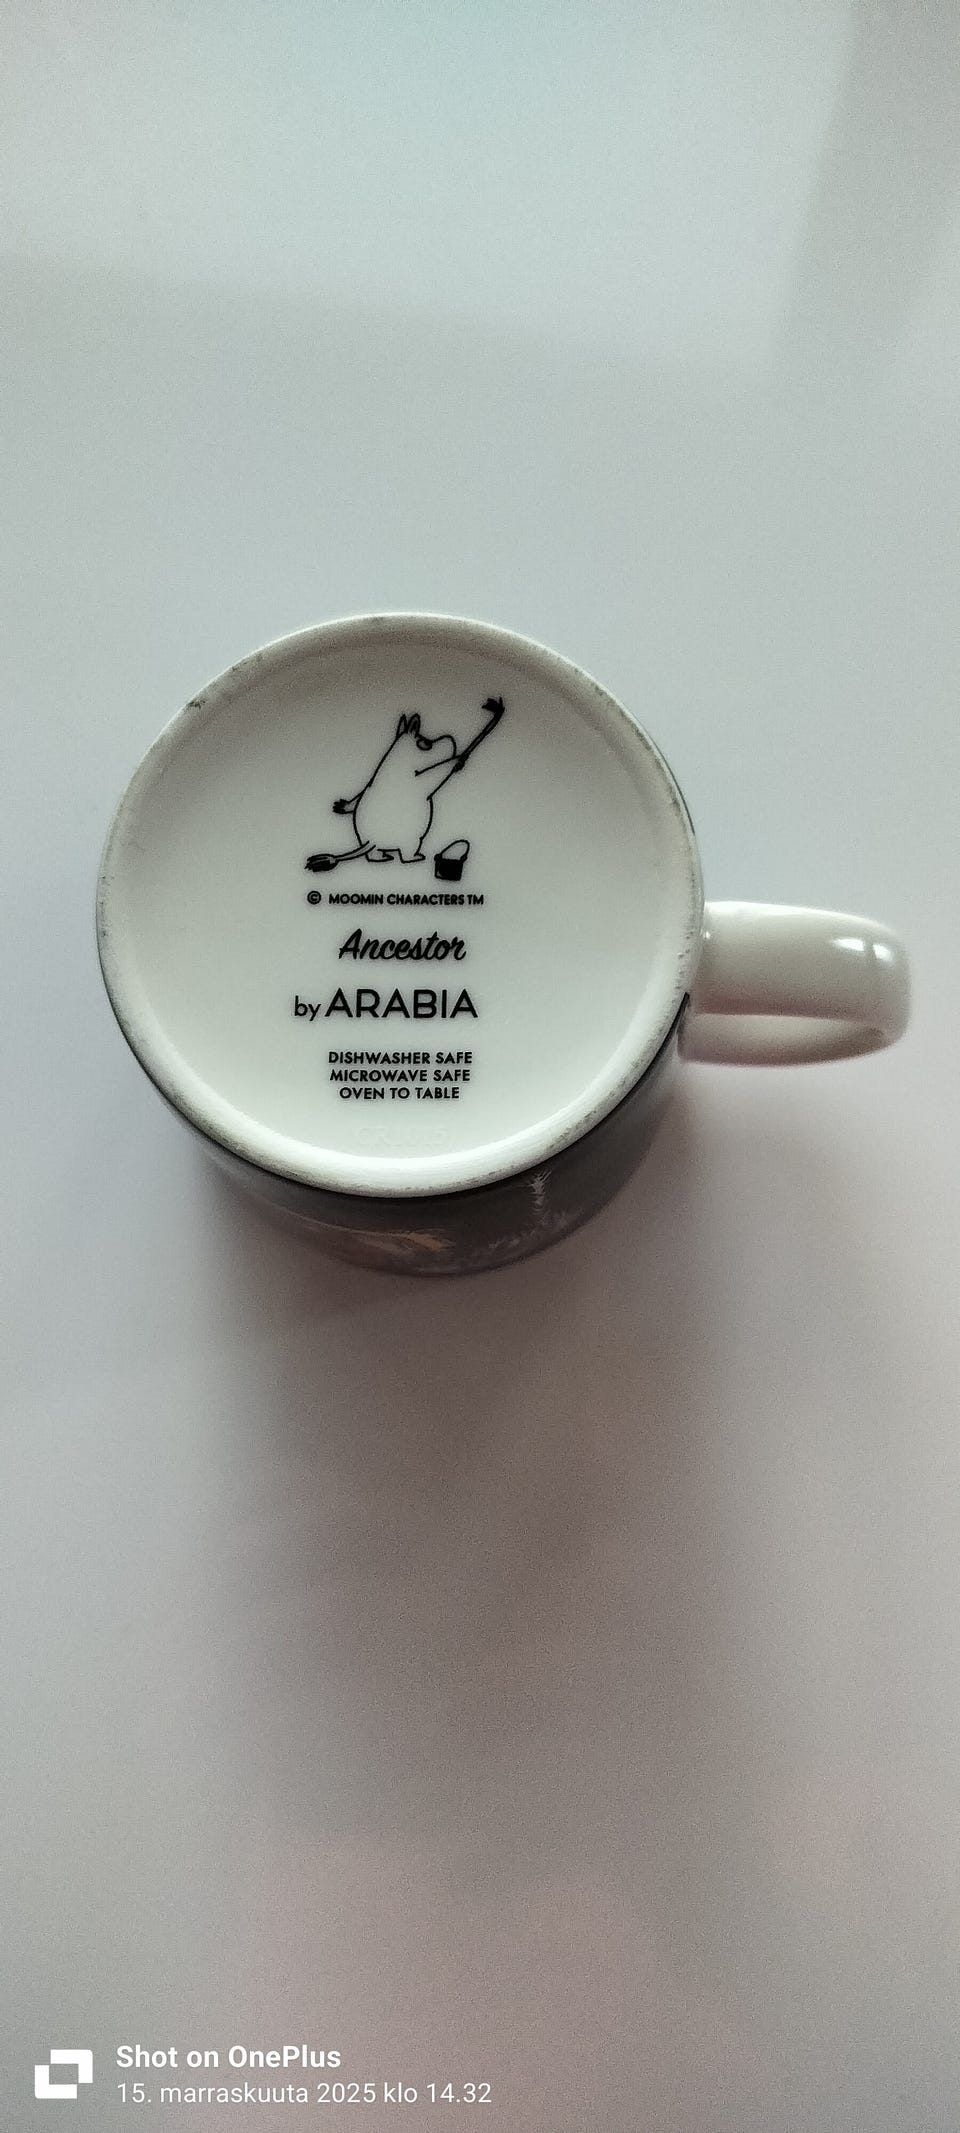 © MOOMIN CHARACTERS TM
Ancestor
by ARABIA
DISHWASHER SAFE
MICROWAVE SAFE
OVEN TO TABLE
Shot on OnePlus
15. marraskuuta 2025 klo 14.32